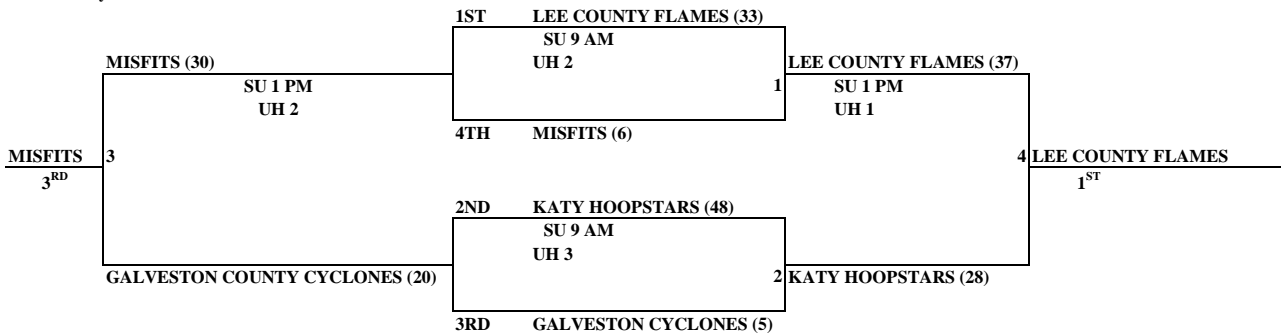 1ST LEE COUNTY FLAMES (33)
SU 9 AM
UH 2
MISFITS (30)
LEE COUNTY FLAMES (37)
SU 1 PM
UH 2
1
SU 1 PM
UH 1
4TH MISFITS (6)
MISFITS
3
3RD
4
LEE COUNTY FLAMES
1ST
2ND KATY HOOPSTARS (48)
SU 9 AM
UH 3
GALVESTON COUNTY CYCLONES (20)
2
KATY HOOPSTARS (28)
3RD GALVESTON CYCLONES (5)